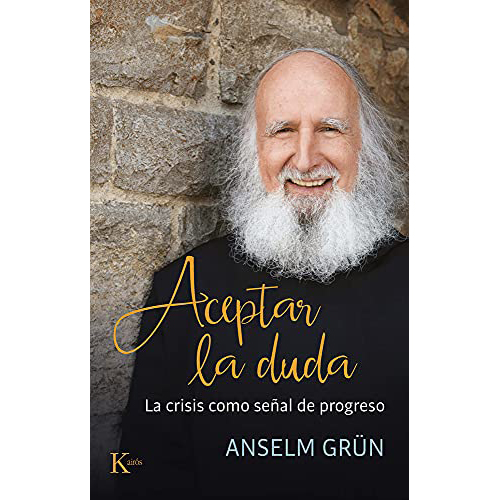 Aceptar
la duda
La crisis como señal de progreso
ANSELM GRÜN
Kairós